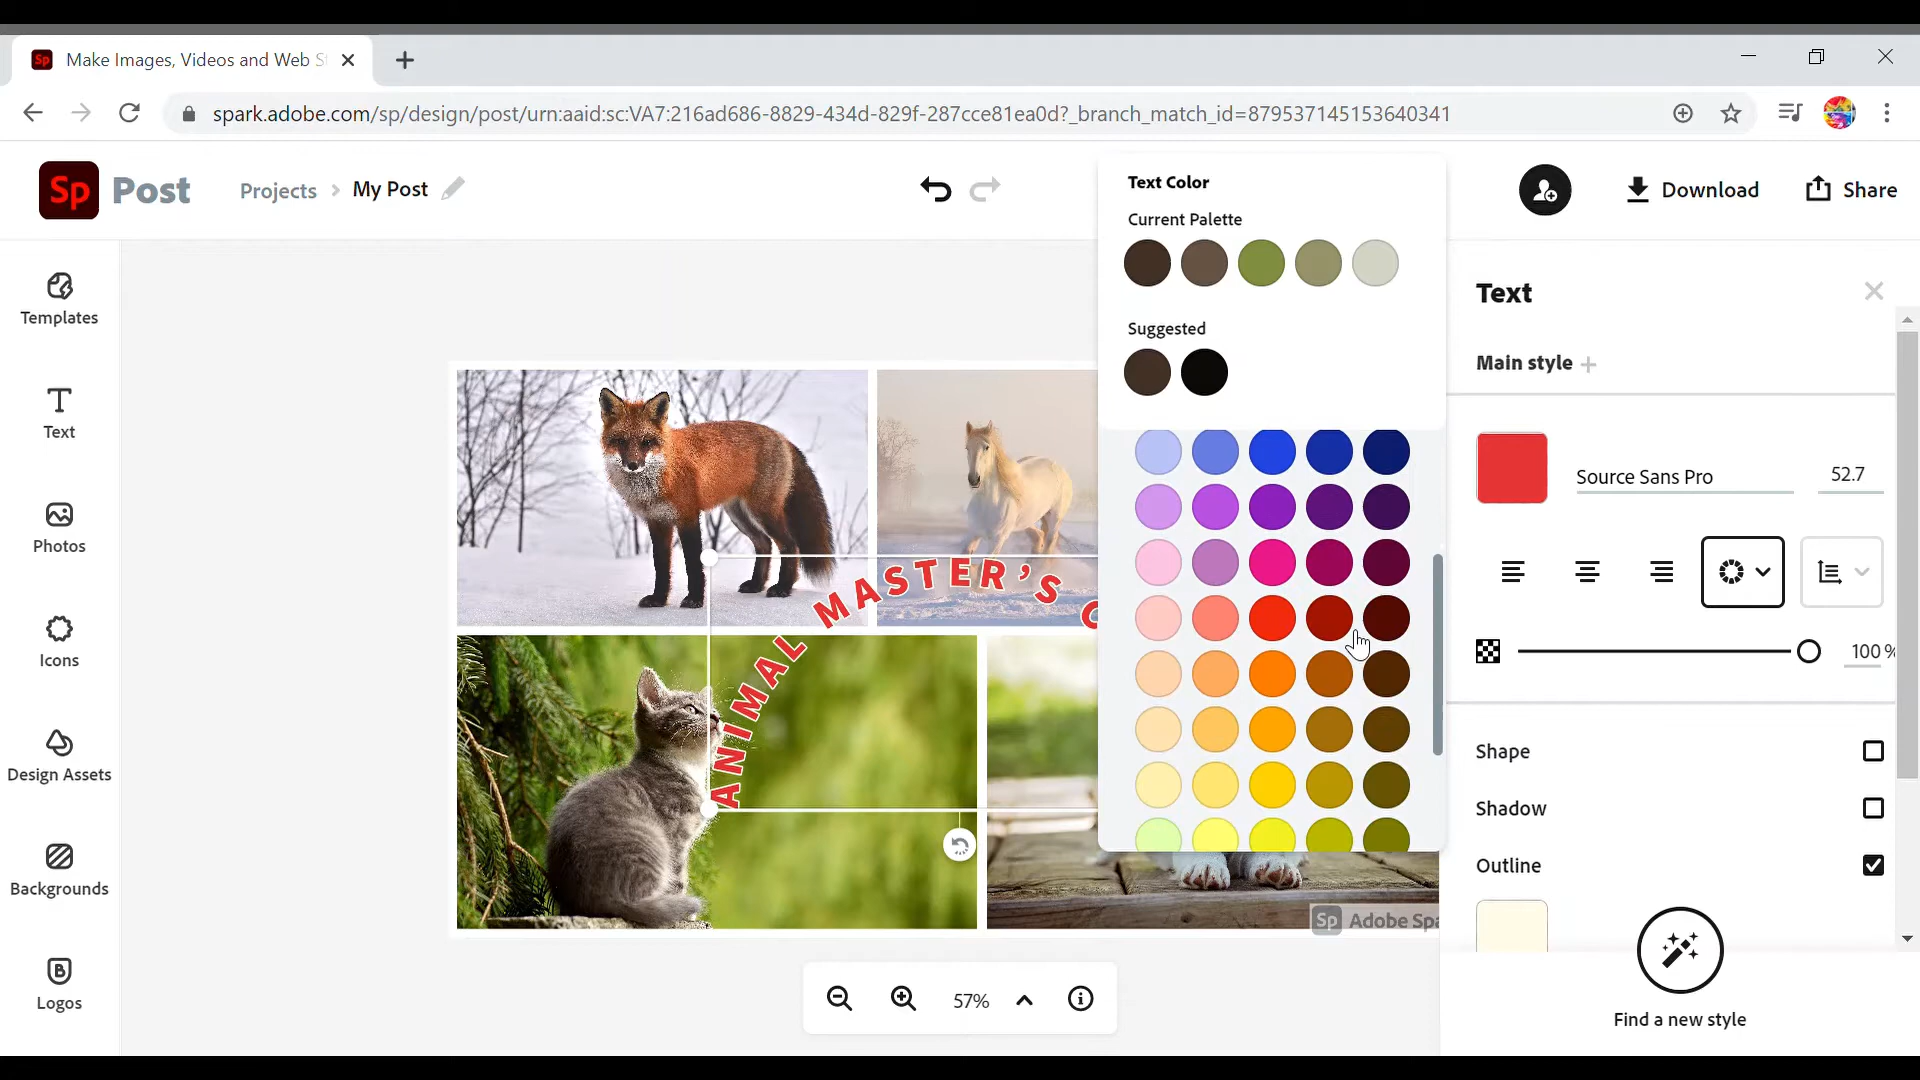 Sp Make Images, Videos and Web S
spark.adobe.com/sp/design/post/urn:aaid:sc:VA7:216ad686-8829-434d-829f-287cce81ea0d?_branch_match_id=879537145153640341
Sp Post Projects My Post
Download Share
Text Color
Current Palette
Suggested
Templates
Text
Photos
Icons
Design Assets
Backgrounds
Logos
ANIMAL MASTER'S
Sp Adobe Spa
57%
Text
Main style
Source Sans Pro 52.7
100%
Shape
Shadow
Outline
Find a new style